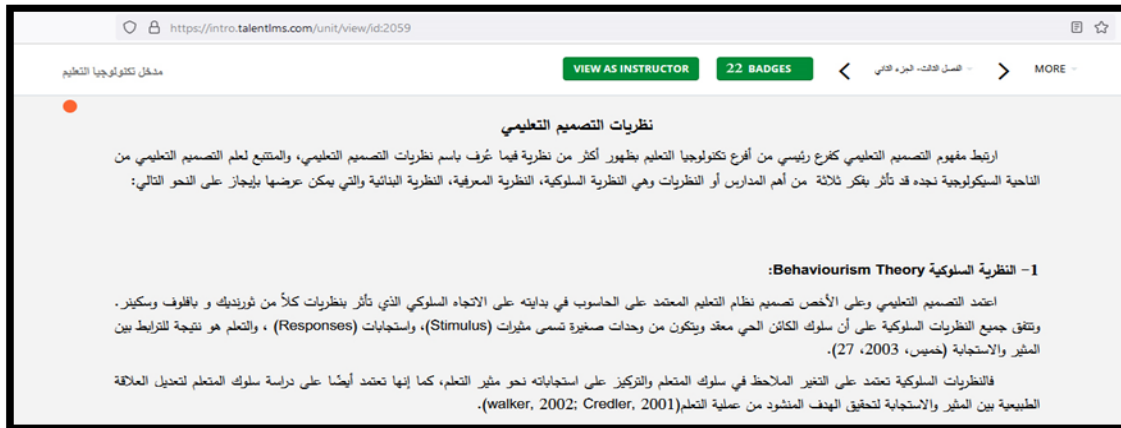 https://intro.talentlms.com/unit/view/id:2059
مدخل تكنولوجيا التعليم
VIEW AS INSTRUCTOR
22 BADGES
الفصل الثالث- الجزء الثاني
MORE
نظريات التصميم التعليمي
ارتبط مفهوم التصميم التعليمي كفرع رئيسي من أفرع تكنولوجيا التعليم بظهور أكثر من نظرية فيما عُرف باسم نظريات التصميم التعليمي، والمتتبع لعلم التصميم التعليمي من
الناحية السيكولوجية نجده قد تأثر بفكر ثلاثة من أهم المدارس أو النظريات وهي النظرية السلوكية، النظرية المعرفية، النظرية البنائية والتي يمكن عرضها بإيجاز على النحو التالي:
1- النظرية السلوكية Behaviourism Theory:
اعتمد التصميم التعليمي وعلى الأخص تصميم نظام التعليم المعتمد على الحاسوب في بدايته على الاتجاه السلوكي الذي تأثر بنظريات كلاً من ثورنديك و بافلوف وسكينر.
وتتفق جميع النظريات السلوكية على أن سلوك الكائن الحي معقد ويتكون من وحدات صغيرة تسمى مثيرات (Stimulus)، واستجابات (Responses) ، والتعلم هو نتيجة للترابط بين
المثير والاستجابة (خميس، 2003، 27).
فالنظريات السلوكية تعتمد على التغير الملاحظ في سلوك المتعلم والتركيز على استجاباته نحو مثير التعلم، كما إنها تعتمد أيضًا على دراسة سلوك المتعلم لتعديل العلاقة
الطبيعية بين المثير والاستجابة لتحقيق الهدف المنشود من عملية التعلم(walker, 2002; Credler, 2001).